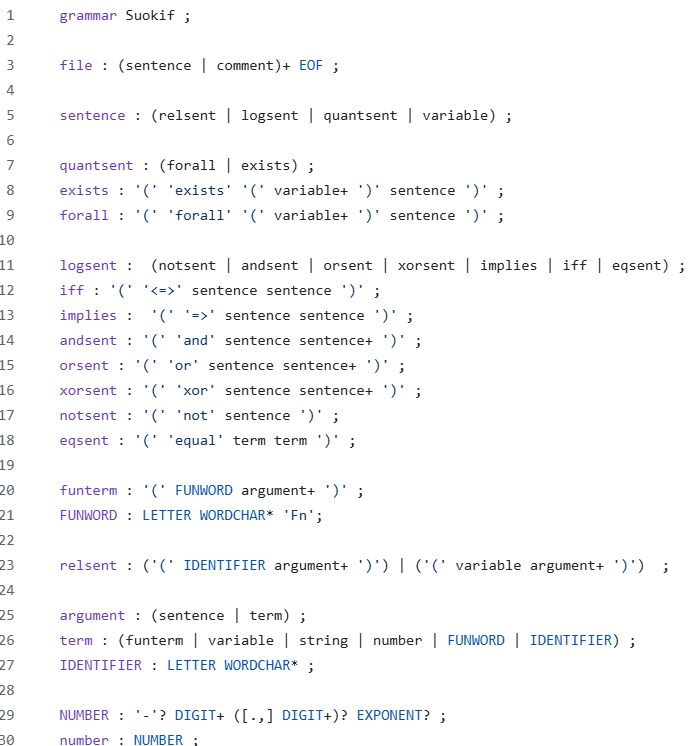 1 grammar Suokif ;
2
3 file : (sentence | comment)+ EOF ;
4
5 sentence : (relsent | logsent | quantsent | variable) ;
6
7 quantsent : (forall | exists) ;
8 exists : '(' 'exists' '(' variable+ ')' sentence ')' ;
9 forall : '(' 'forall' '(' variable+ ')' sentence ')' ;
10
11 logsent :  (notsent | andsent | orsent | xorsent | implies | iff | eqsent) ;
12 iff : '(' '<=>' sentence sentence ')' ;
13 implies :  '(' '=>' sentence sentence ')' ;
14 andsent : '(' 'and' sentence sentence+ ')' ;
15 orsent : '(' 'or' sentence sentence+ ')' ;
16 xorsent : '(' 'xor' sentence sentence+ ')' ;
17 notsent : '(' 'not' sentence ')' ;
18 eqsent : '(' 'equal' term term ')' ;
19
20 funterm : '(' FUNWORD argument+ ')' ;
21 FUNWORD : LETTER WORDCHAR* 'Fn';
22
23 relsent : ('(' IDENTIFIER argument+ ')') | ('(' variable argument+ ')')  ;
24
25 argument : (sentence | term) ;
26 term : (funterm | variable | string | number | FUNWORD | IDENTIFIER) ;
27 IDENTIFIER : LETTER WORDCHAR* ;
28
29 NUMBER : '-'? DIGIT+ ([.,] DIGIT+)? EXPONENT? ;
30 number : NUMBER ;